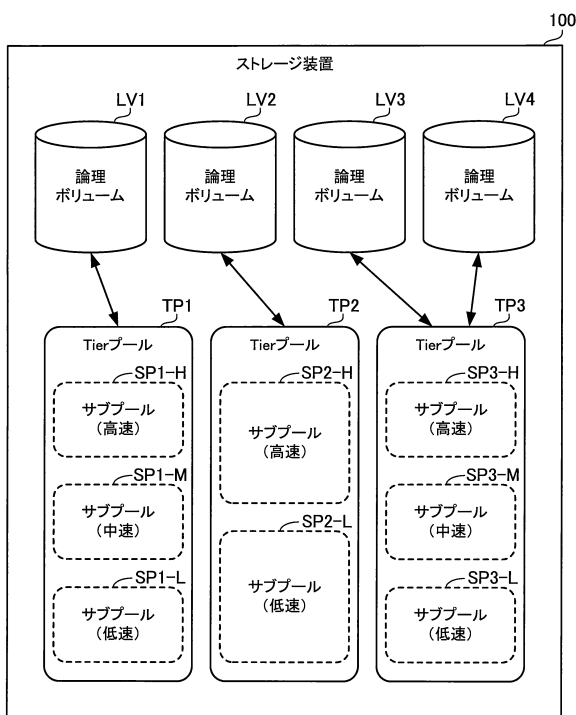 100
ストレージ装置
LV1
LV2
LV3
LV4
論理
ボリューム
論理
ボリューム
論理
ボリューム
論理
ボリューム
TP1
TP2
TP3
Tierプール
SP1-H
サブプール
(高速)
SP1-M
サブプール
(中速)
SP1-L
サブプール
(低速)
Tierプール
SP2-H
サブプール
(高速)
SP2-L
サブプール
(低速)
Tierプール
SP3-H
サブプール
(高速)
SP3-M
サブプール
(中速)
SP3-L
サブプール
(低速)